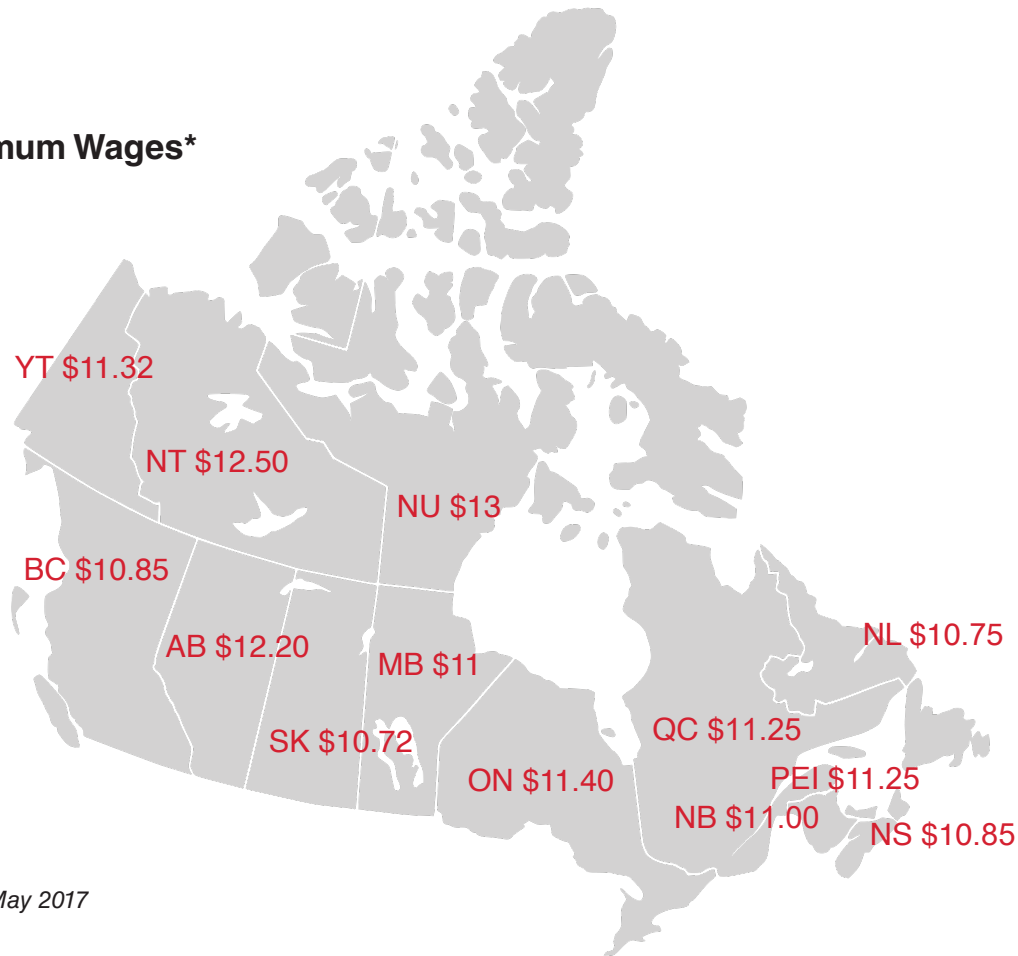 mum Wages*
YT $11.32
NT $12.50
NU $13
BC $10.85
NL $10.75
AB $12.20
MB $11
QC $11.25
SK $10.72
PEI $11.25
ON $11.40
NB $11.00
NS $10.85
May 2017